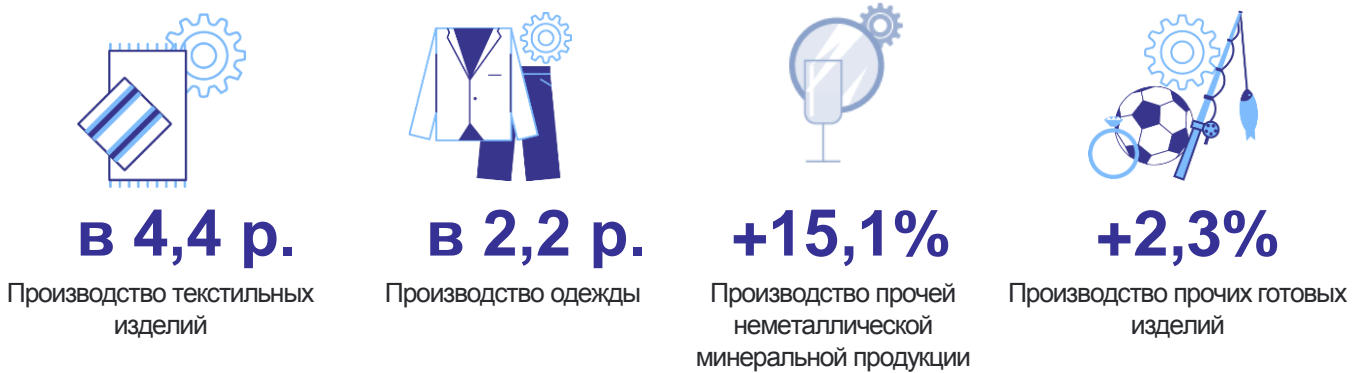 в 4,4 р.
Производство текстильных
изделий
в 2,2 р.
Производство одежды
+15,1%
Производство прочей
неметаллической
минеральной продукции
+2,3%
Производство прочих готовых
изделий